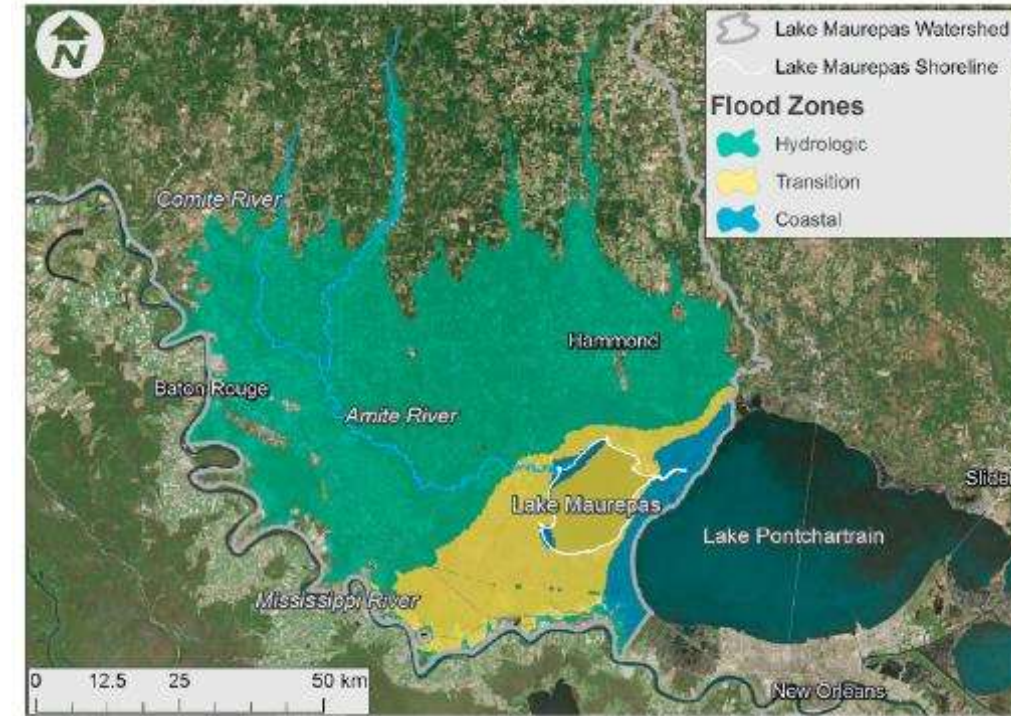 N
Lake Maurepas Watershed
Lake Maurepas Shoreline
Flood Zones
Hydrologic
Transition
Coastal
Comite River
Hammond
Baton Rouge
Amite River
Lake Maurepas
Slidel
Lake Pontchartrain
Mississippi River
0 12.5 25 50 km
New Orleans